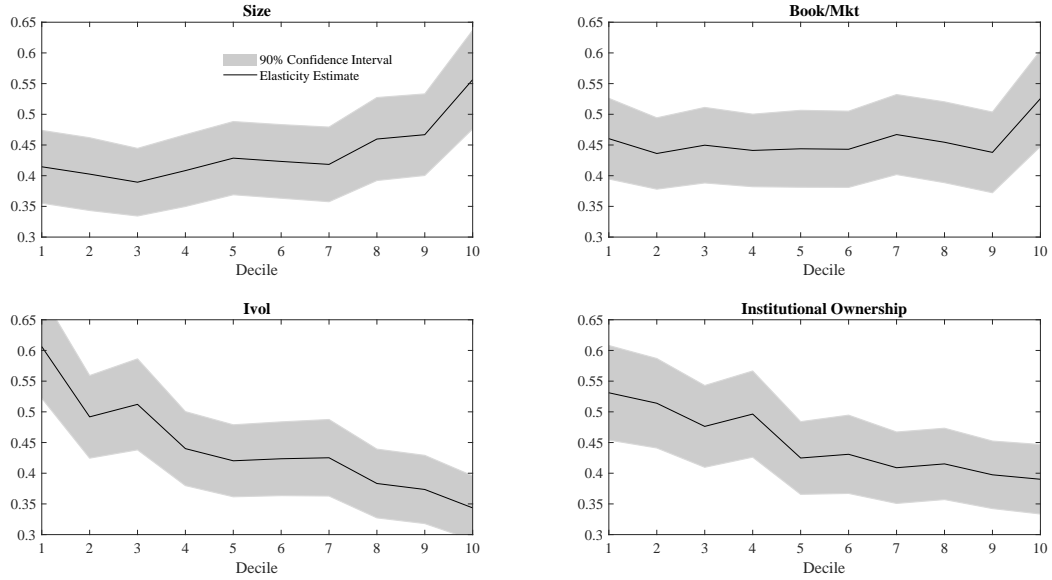 Size
0.65
0.6
0.55
0.5
0.45
0.4
0.35
0.3
90% Confidence Interval
Elasticity Estimate
1 2 3 4 5 6 7 8 9 10
Decile
Book/Mkt
0.65
0.6
0.55
0.5
0.45
0.4
0.35
0.3
1 2 3 4 5 6 7 8 9 10
Decile
Ivol
0.65
0.6
0.55
0.5
0.45
0.4
0.35
0.3
1 2 3 4 5 6 7 8 9 10
Decile
Institutional Ownership
0.65
0.6
0.55
0.5
0.45
0.4
0.35
0.3
1 2 3 4 5 6 7 8 9 10
Decile